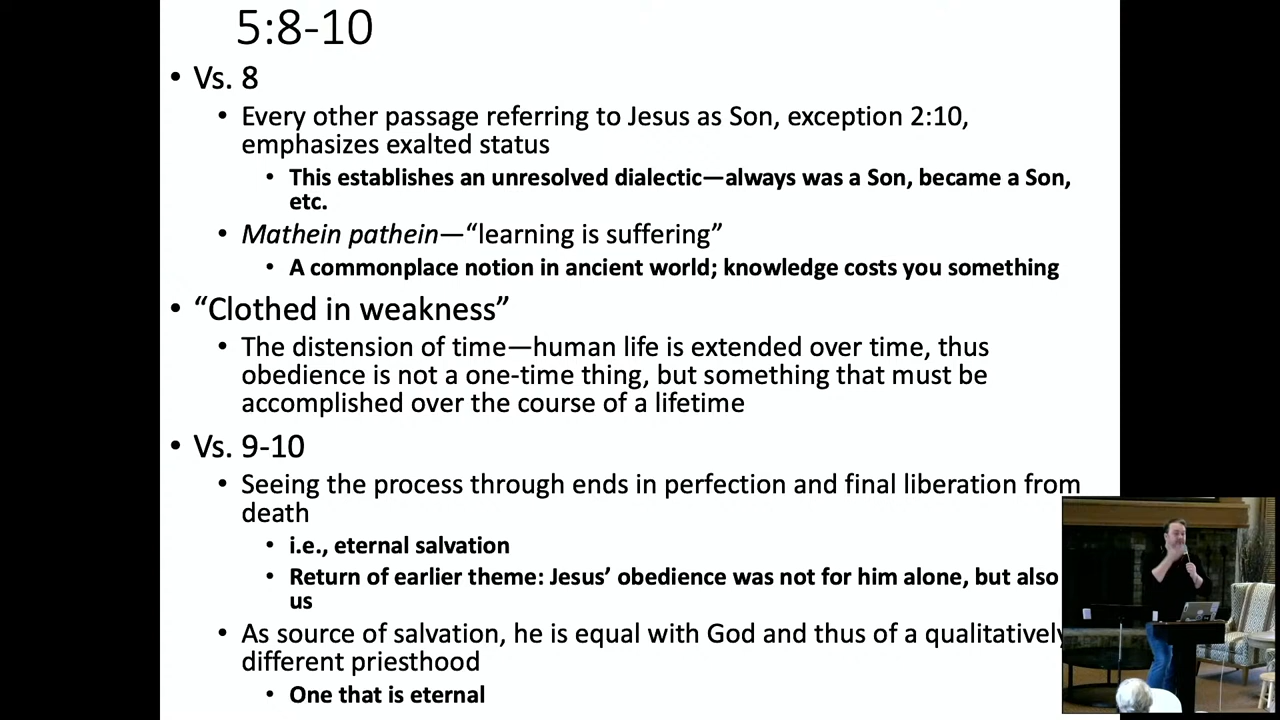 5:8-10
• Vs. 8
• Every other passage referring to Jesus as Son, exception 2:10,
emphasizes exalted status
• This establishes an unresolved dialectic—always was a Son, became a Son,
etc.
• Mathein pathein—“learning is suffering”
• A commonplace notion in ancient world; knowledge costs you something
• “Clothed in weakness”
• The distension of time—human life is extended over time, thus
obedience is not a one-time thing, but something that must be
accomplished over the course of a lifetime
• Vs. 9-10
• Seeing the process through ends in perfection and final liberation from
death
• i.e., eternal salvation
• Return of earlier theme: Jesus’ obedience was not for him alone, but also
us
• As source of salvation, he is equal with God and thus of a qualitatively
different priesthood
• One that is eternal